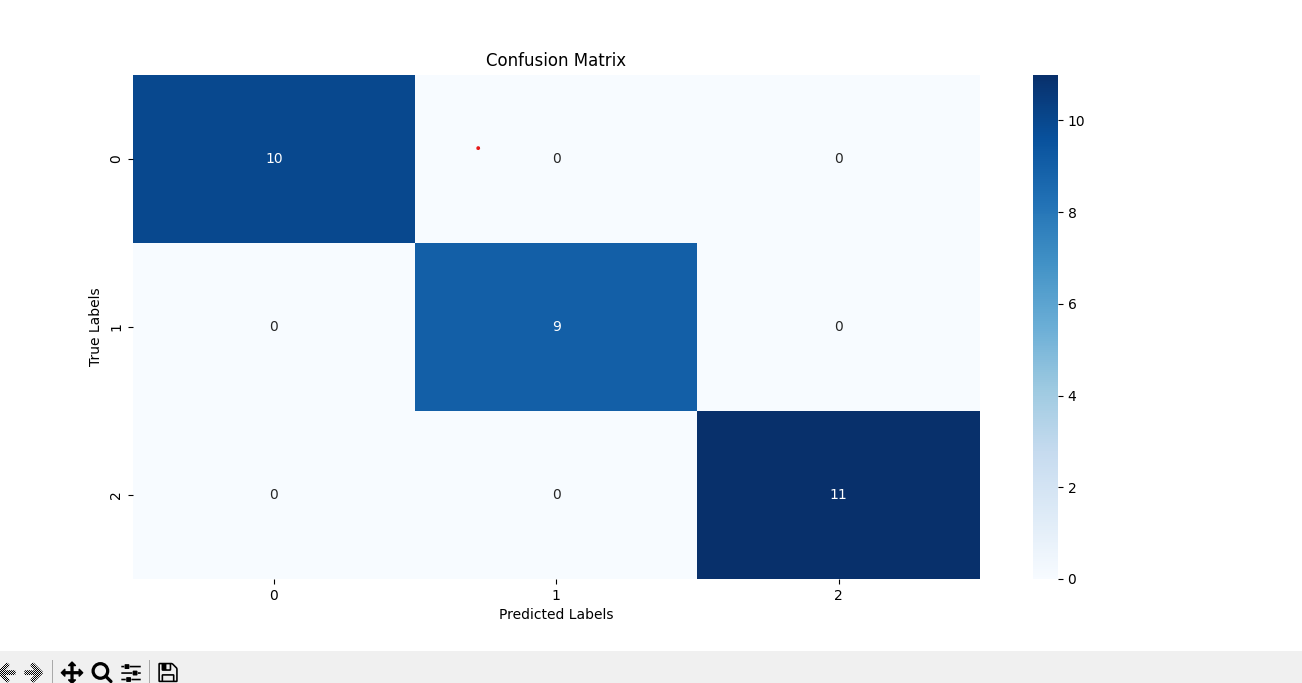 Confusion Matrix
0 10 0 0
1 0 9 0
2 0 0 11
True Labels
0 1 2
Predicted Labels
10
8
6
4
2
0